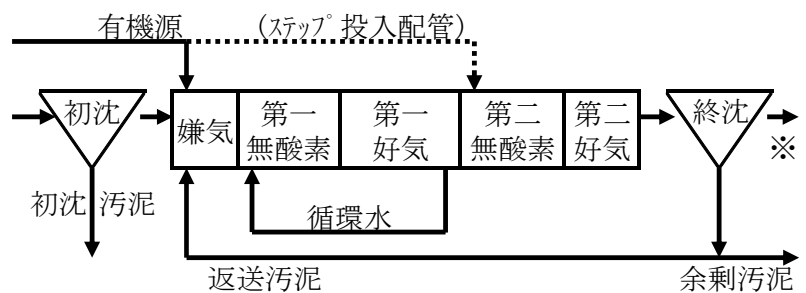 有機源
(ｽﾃｯﾌﾟ投入配管)
初沈
嫌気
第一
無酸素
第一
好気
第二
無酸素
第二
好気
終沈
※
初沈汚泥
循環水
返送汚泥
余剰汚泥